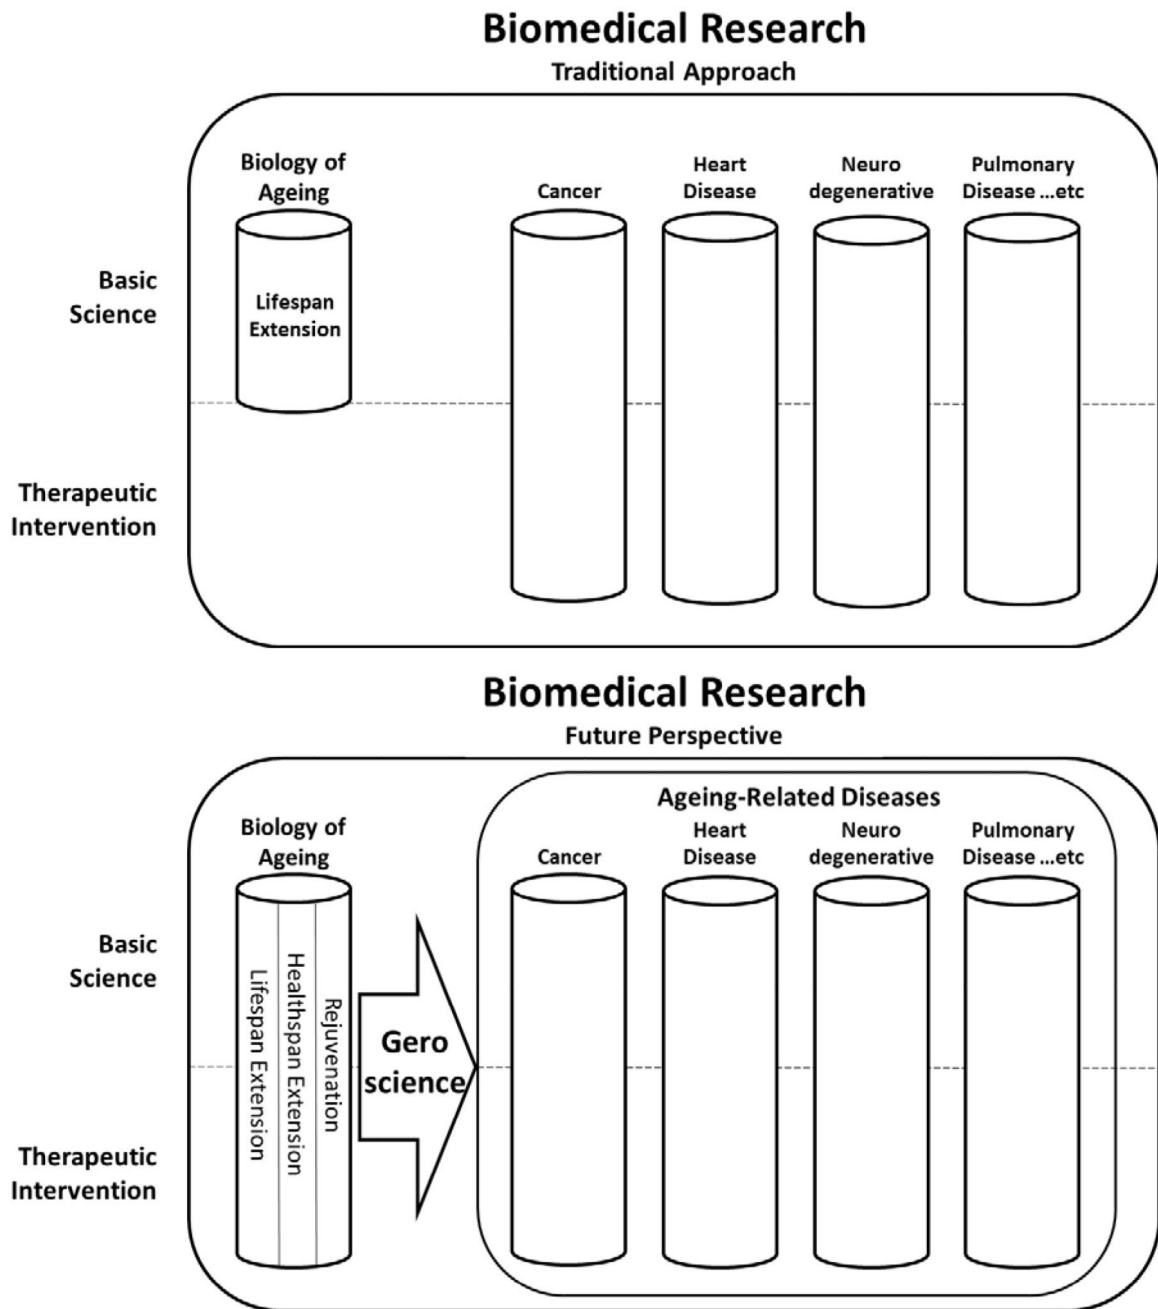 Biomedical Research
Traditional Approach
Biology of
Ageing
Cancer
Heart
Disease
Neuro
degenerative
Pulmonary
Disease ...etc
Basic
Science
Lifespan
Extension
Therapeutic
Intervention
Biomedical Research
Future Perspective
Ageing-Related Diseases
Biology of
Ageing
Cancer
Heart
Disease
Neuro
degenerative
Pulmonary
Disease ...etc
Basic
Science
Lifespan Extension
Healthspan Extension
Rejuvenation
Gero
science
Therapeutic
Intervention